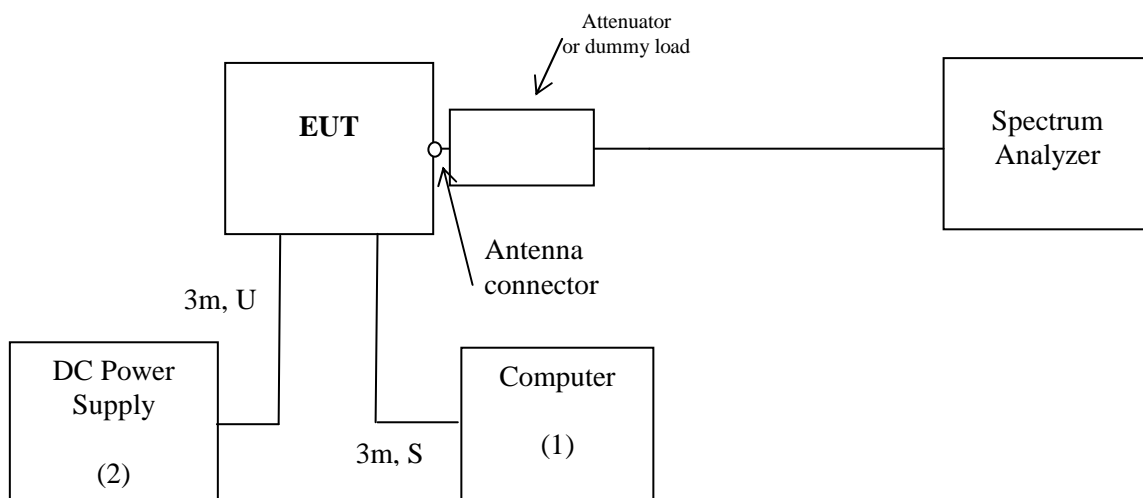 Attenuator
or dummy load
EUT
Spectrum
Analyzer
Antenna
connector
3m, U
DC Power
Supply
(2)
Computer
(1)
3m, S